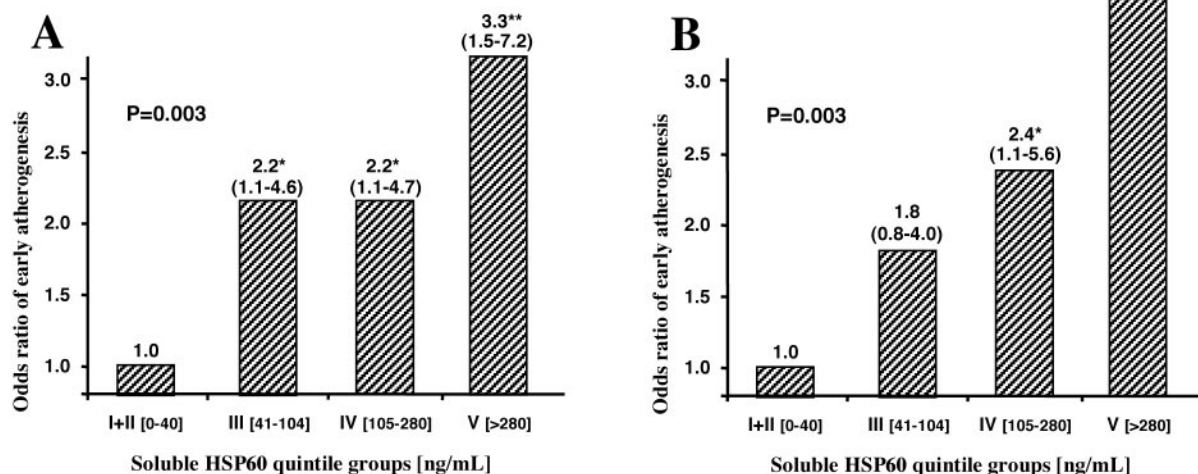 A
Odds ratio of early atherogenesis
3.0
2.5
2.0
1.5
1.0
P=0.003
1.0
2.2*
(1.1-4.6)
2.2*
(1.1-4.7)
3.3**
(1.5-7.2)
I+II [0-40]
III [41-104]
IV [105-280]
V [>280]
Soluble HSP60 quintile groups [ng/mL]
B
Odds ratio of early atherogenesis
3.0
2.5
2.0
1.5
1.0
P=0.003
1.0
1.8
(0.8-4.0)
2.4*
(1.1-5.6)
I+II [0-40]
III [41-104]
IV [105-280]
V [>280]
Soluble HSP60 quintile groups [ng/mL]